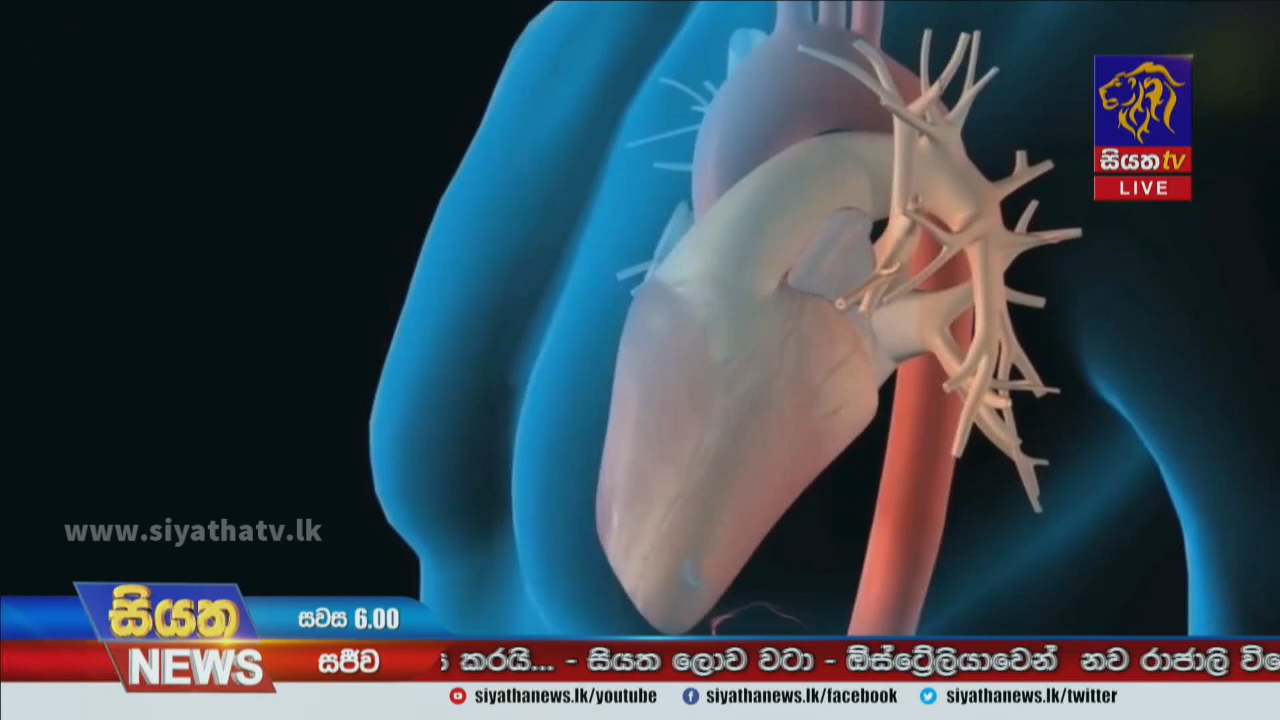 සියත tv
LIVE
www.siyathatv.lk
සියත
සවස 6.00
NEWS
සජීව
කරයි... - සියත ලොව වටා - ඕස්ට්‍රේලියාවෙන් නව රාජාලි
siyathanews.lk/youtube
siyathanews.lk/facebook
siyathanews.lk/twitter